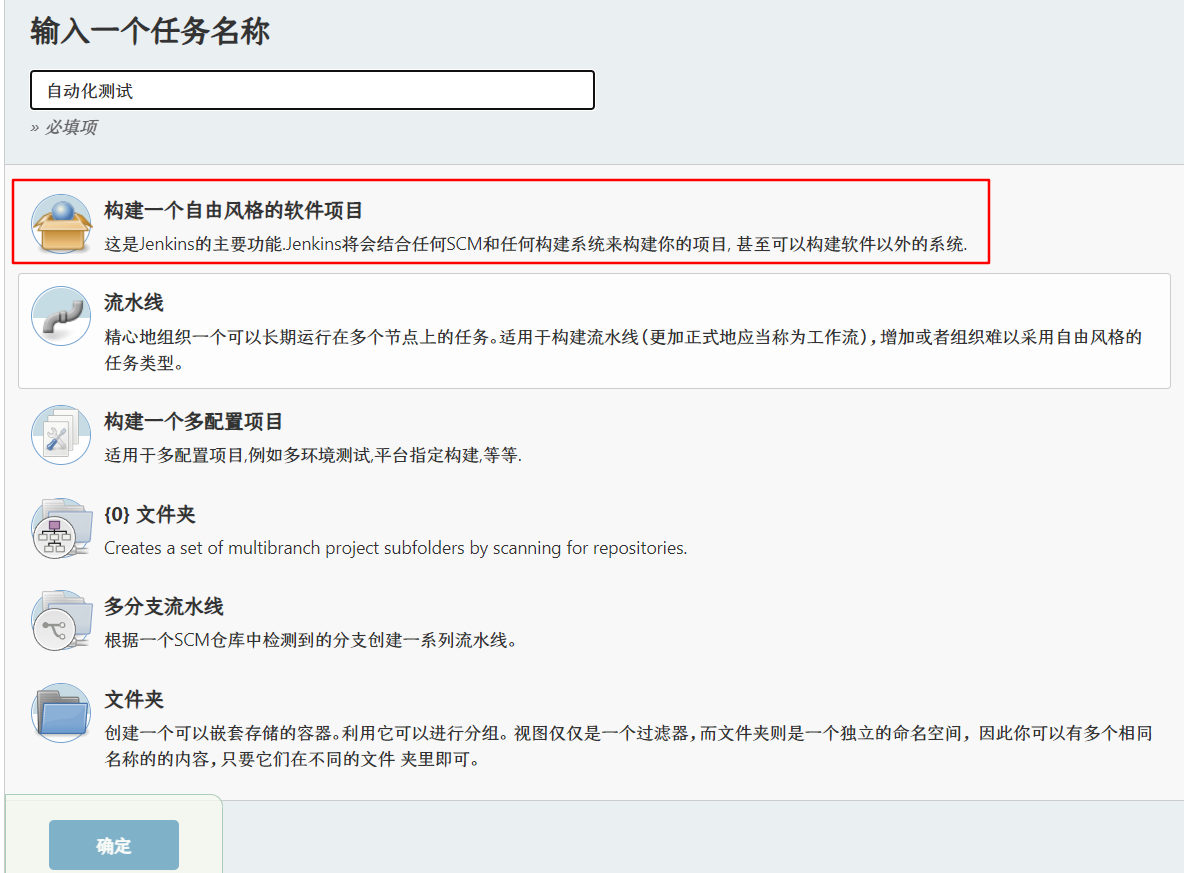 输入一个任务名称
自动化测试
» 必填项
构建一个自由风格的软件项目
这是Jenkins的主要功能.Jenkins将会结合任何SCM和任何构建系统来构建你的项目, 甚至可以构建软件以外的系统.
流水线
精心地组织一个可以长期运行在多个节点上的任务。适用于构建流水线(更加正式地应当称为工作流),增加或者组织难以采用自由风格的
任务类型。
构建一个多配置项目
适用于多配置项目,例如多环境测试,平台指定构建,等等.
{0} 文件夹
Creates a set of multibranch project subfolders by scanning for repositories.
多分支流水线
根据一个SCM仓库中检测到的分支创建一系列流水线。
文件夹
创建一个可以嵌套存储的容器。利用它可以进行分组。 视图仅仅是一个过滤器,而文件夹则是一个独立的命名空间, 因此你可以有多个相同
名称的的内容,只要它们在不同的文件 夹里即可。
确定